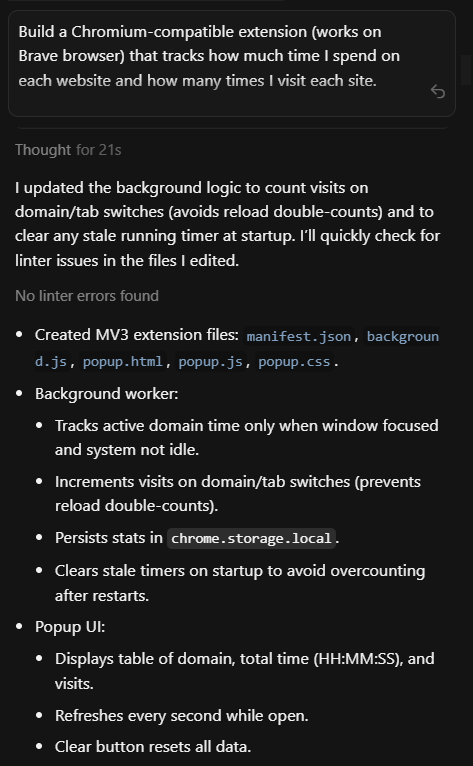 Build a Chromium-compatible extension (works on
Brave browser) that tracks how much time I spend on
each website and how many times I visit each site.
Thought for 21s
I updated the background logic to count visits on
domain/tab switches (avoids reload double-counts) and to
clear any stale running timer at startup. I'll quickly check for
linter issues in the files I edited.
No linter errors found
• Created MV3 extension files: manifest.json, backgroun
d.js, popup.html, popup.js, popup.css.
• Background worker:
• Tracks active domain time only when window focused
and system not idle.
• Increments visits on domain/tab switches (prevents
reload double-counts).
• Persists stats in chrome.storage.local.
• Clears stale timers on startup to avoid overcounting
after restarts.
• Popup UI:
• Displays table of domain, total time (HH:MM:SS), and
visits.
• Refreshes every second while open.
• Clear button resets all data.